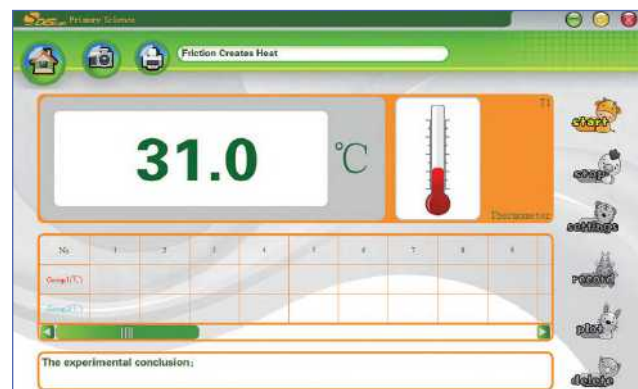 Primary Science
Friction Creates Heat
T1
31.0 °C
Thermometer
start
stop
settings
record
plot
delete
No. 1 2 3 4 5 6 7 8 9
Group1(℃)
Group2(℃)
The experimental conclusion: